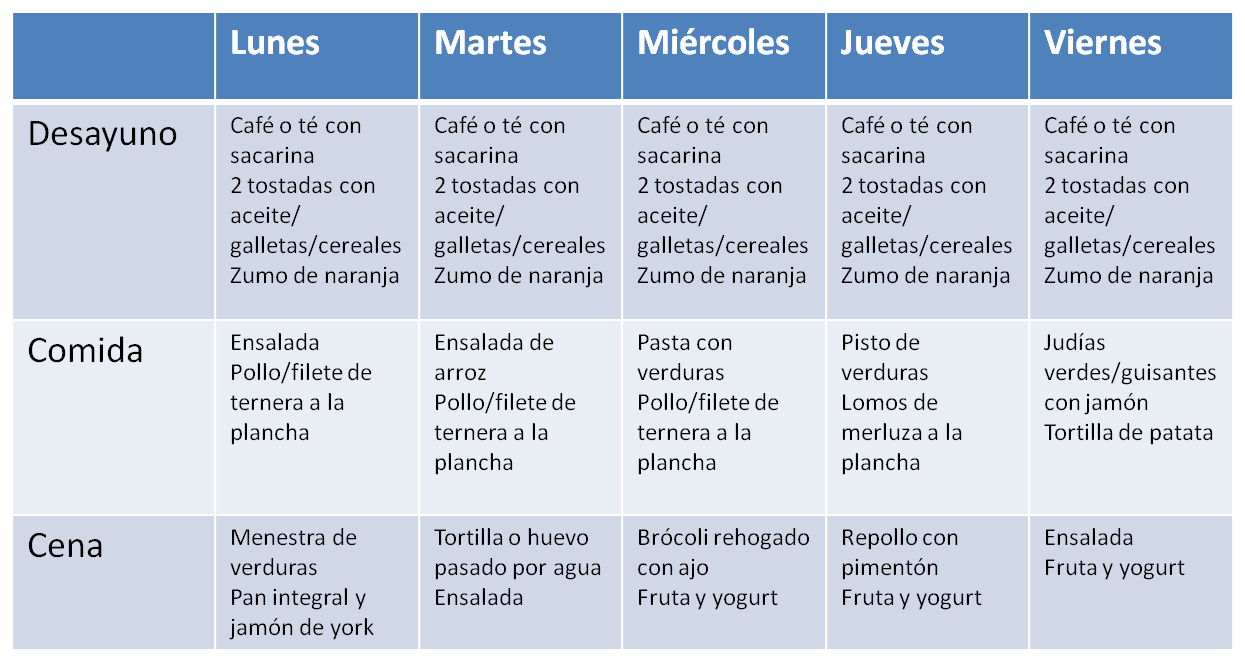 Lunes
Martes
Miércoles
Jueves
Viernes
Desayuno
Café o té con
sacarina
2 tostadas con
aceite/
galletas/cereales
Zumo de naranja
Café o té con
sacarina
2 tostadas con
aceite/
galletas/cereales
Zumo de naranja
Café o té con
sacarina
2 tostadas con
aceite/
galletas/cereales
Zumo de naranja
Café o té con
sacarina
2 tostadas con
aceite/
galletas/cereales
Zumo de naranja
Café o té con
sacarina
2 tostadas con
aceite/
galletas/cereales
Zumo de naranja
Comida
Ensalada
Pollo/filete de
ternera a la
plancha
Ensalada de
arroz
Pollo/filete de
ternera a la
plancha
Pasta con
verduras
Pollo/filete de
ternera a la
plancha
Pisto de
verduras
Lomos de
merluza a la
plancha
Judías
verdes/guisantes
con jamón
Tortilla de patata
Cena
Menestra de
verduras
Pan integral y
jamón de york
Tortilla o huevo
pasado por agua
Ensalada
Brócoli rehogado
con ajo
Fruta y yogurt
Repollo con
pimentón
Fruta y yogurt
Ensalada
Fruta y yogurt